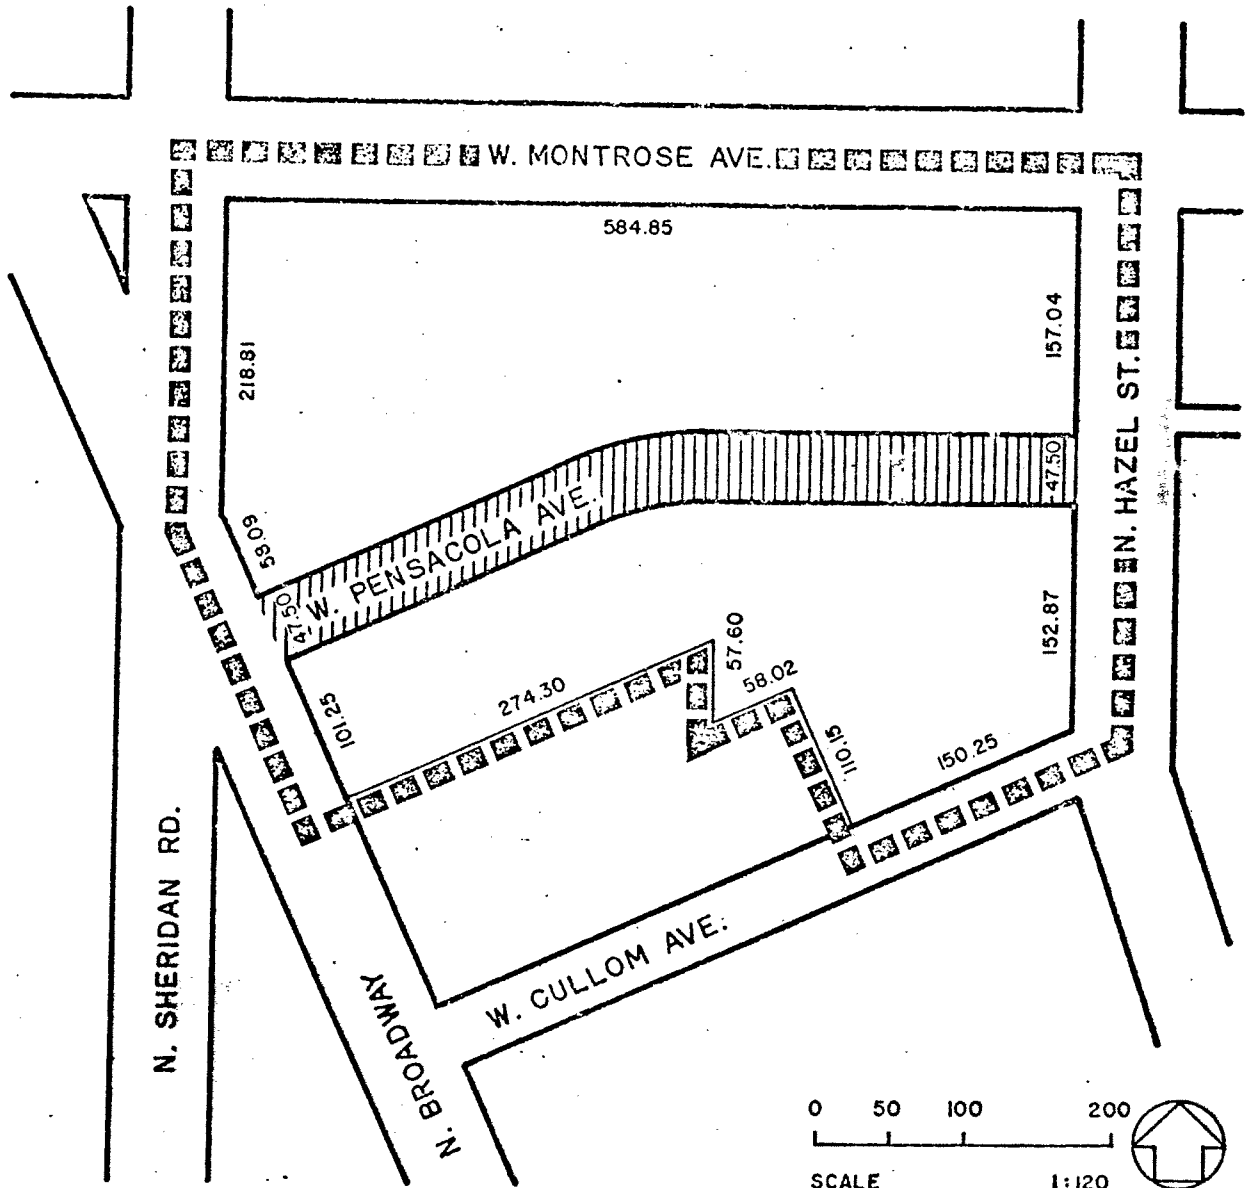 W. MONTROSE AVE.
584.85
157.04
218.81
N. HAZEL ST.
47.50
W. PENSACOLA AVE.
58.09
47.50
152.87
57.60
58.02
274.30
101.25
110.15
150.25
N. SHERIDAN RD.
W. CULLOM AVE.
N. BROADWAY
0 50 100 200
SCALE 1:120